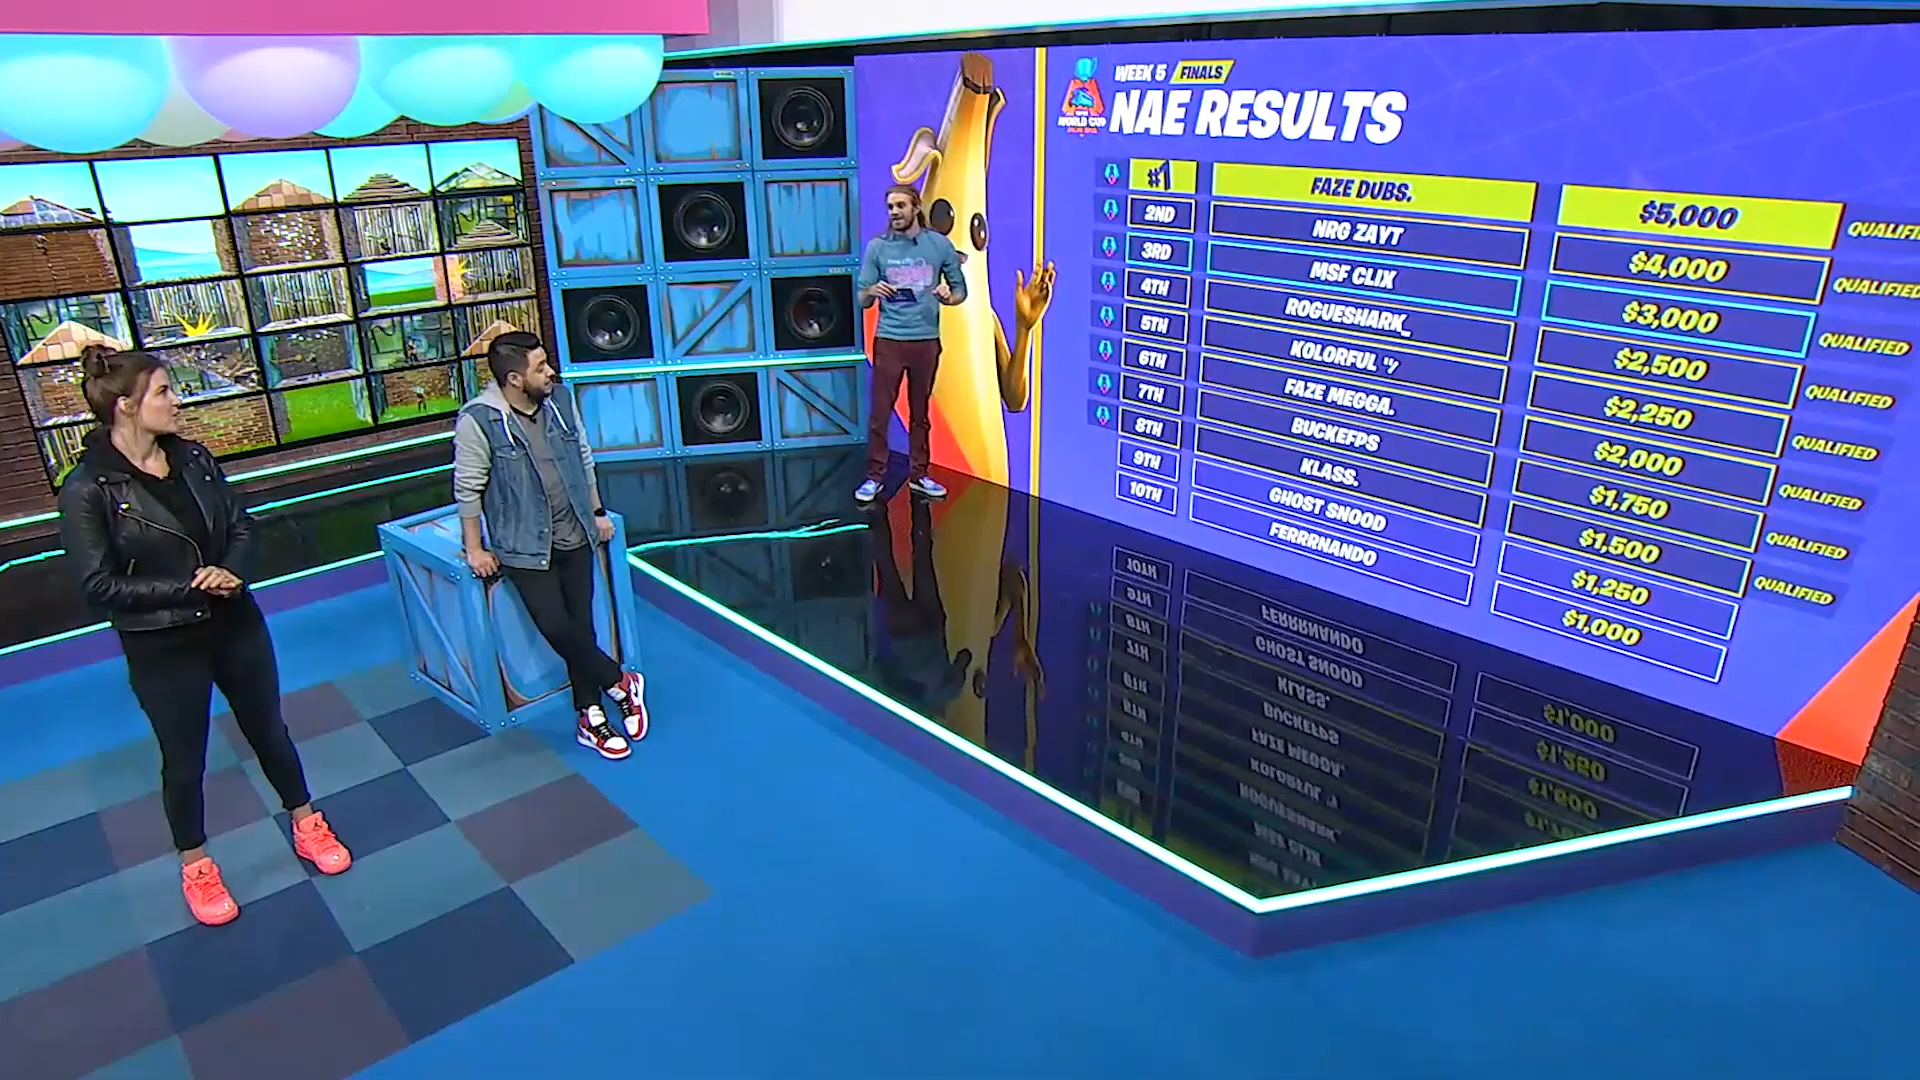 WEEK 5 FINALS
NAE RESULTS
WORLD CUP
#1 FAZE DUBS. $5,000
2ND NRG ZAYT $4,000 QUALIFIED
3RD MSF CLIX $3,000 QUALIFIED
4TH ROGUESHARK_ $2,500 QUALIFIED
5TH KOLORFUL $2,250 QUALIFIED
6TH FAZE MEGGA. $2,000 QUALIFIED
7TH BUCKEFPS $1,750 QUALIFIED
8TH KLASS. $1,500 QUALIFIED
9TH GHOST SNOOD $1,250
10TH FERRRNANDO $1,000